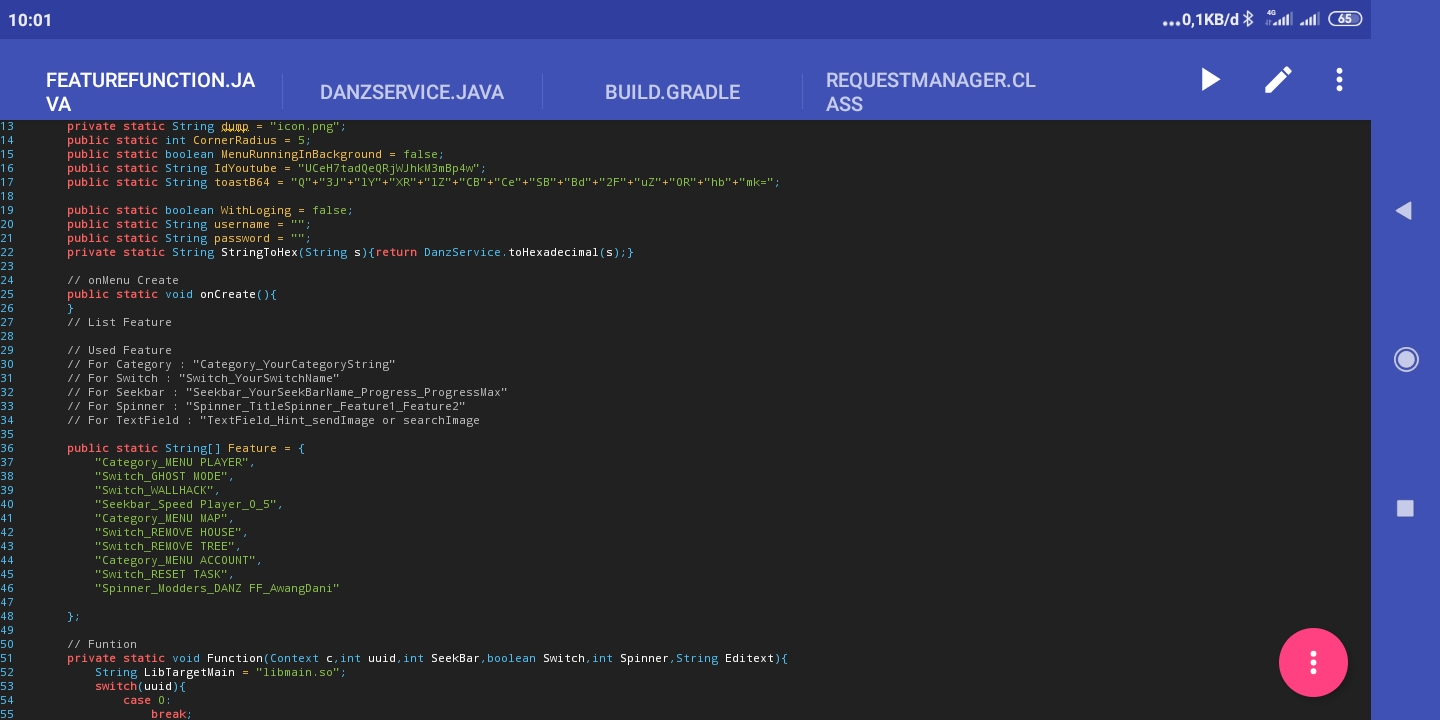 10:01
...0,1KB/d 4G 65
FEATUREFUNCTION.JA
VA
DANZSERVICE.JAVA
BUILD.GRADLE
REQUESTMANAGER.CL
ASS
13 private static String dump = "icon.png";
14 public static int CornerRadius = 5;
15 public static boolean MenuRunningInBackground = false;
16 public static String IdYoutube = "UCeH7tadQeQRjWJhkM3mBp4w";
17 public static String toastB64 = "Q"+"3J"+"lY"+"XR"+"lZ"+"CB"+"Ce"+"SB"+"Bd"+"2F"+"uZ"+"0R"+"hb"+"mk=";
18
19 public static boolean WithLoging = false;
20 public static String username = "";
21 public static String password = "";
22 private static String StringToHex(String s){return DanzService.toHexadecimal(s);}
23
24 // onMenu Create
25 public static void onCreate(){
26 }
27 // List Feature
28
29 // Used Feature
30 // For Category : "Category_YourCategoryString"
31 // For Switch : "Switch_YourSwitchName"
32 // For Seekbar : "Seekbar_YourSeekBarName_Progress_ProgressMax"
33 // For Spinner : "Spinner_TitleSpinner_Feature1_Feature2"
34 // For TextField : "TextField_Hint_sendImage or searchImage
35
36 public static String[] Feature = {
37 "Category_MENU PLAYER",
38 "Switch_GHOST MODE",
39 "Switch_WALLHACK",
40 "Seekbar_Speed Player_0_5",
41 "Category_MENU MAP",
42 "Switch_REMOVE HOUSE",
43 "Switch_REMOVE TREE",
44 "Category_MENU ACCOUNT",
45 "Switch_RESET TASK",
46 "Spinner_Modders_DANZ FF_AwangDani"
47
48 };
49
50 // Funtion
51 private static void Function(Context c,int uuid,int SeekBar,boolean Switch,int Spinner,String Editext){
52 String LibTargetMain = "libmain.so";
53 switch(uuid){
54 case 0:
55 break;